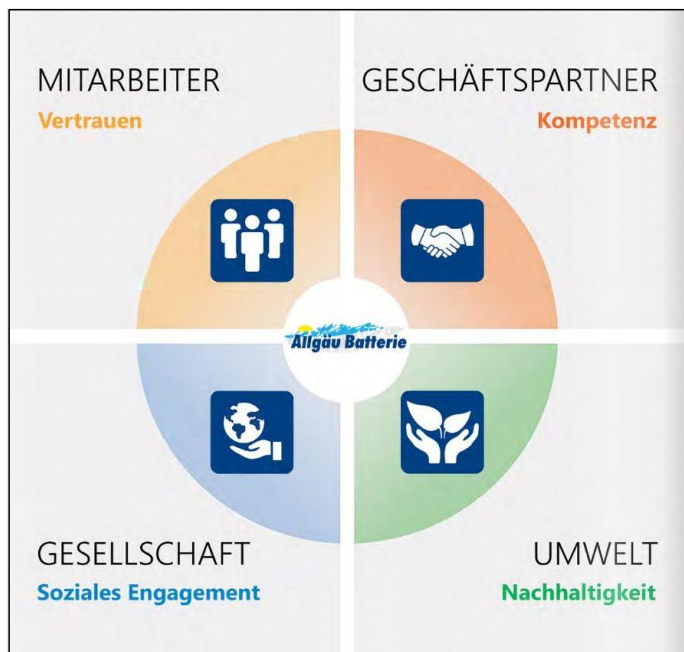 MITARBEITER
Vertrauen
GESCHÄFTSPARTNER
Kompetenz
Allgäu Batterie
GESELLSCHAFT
Soziales Engagement
UMWELT
Nachhaltigkeit